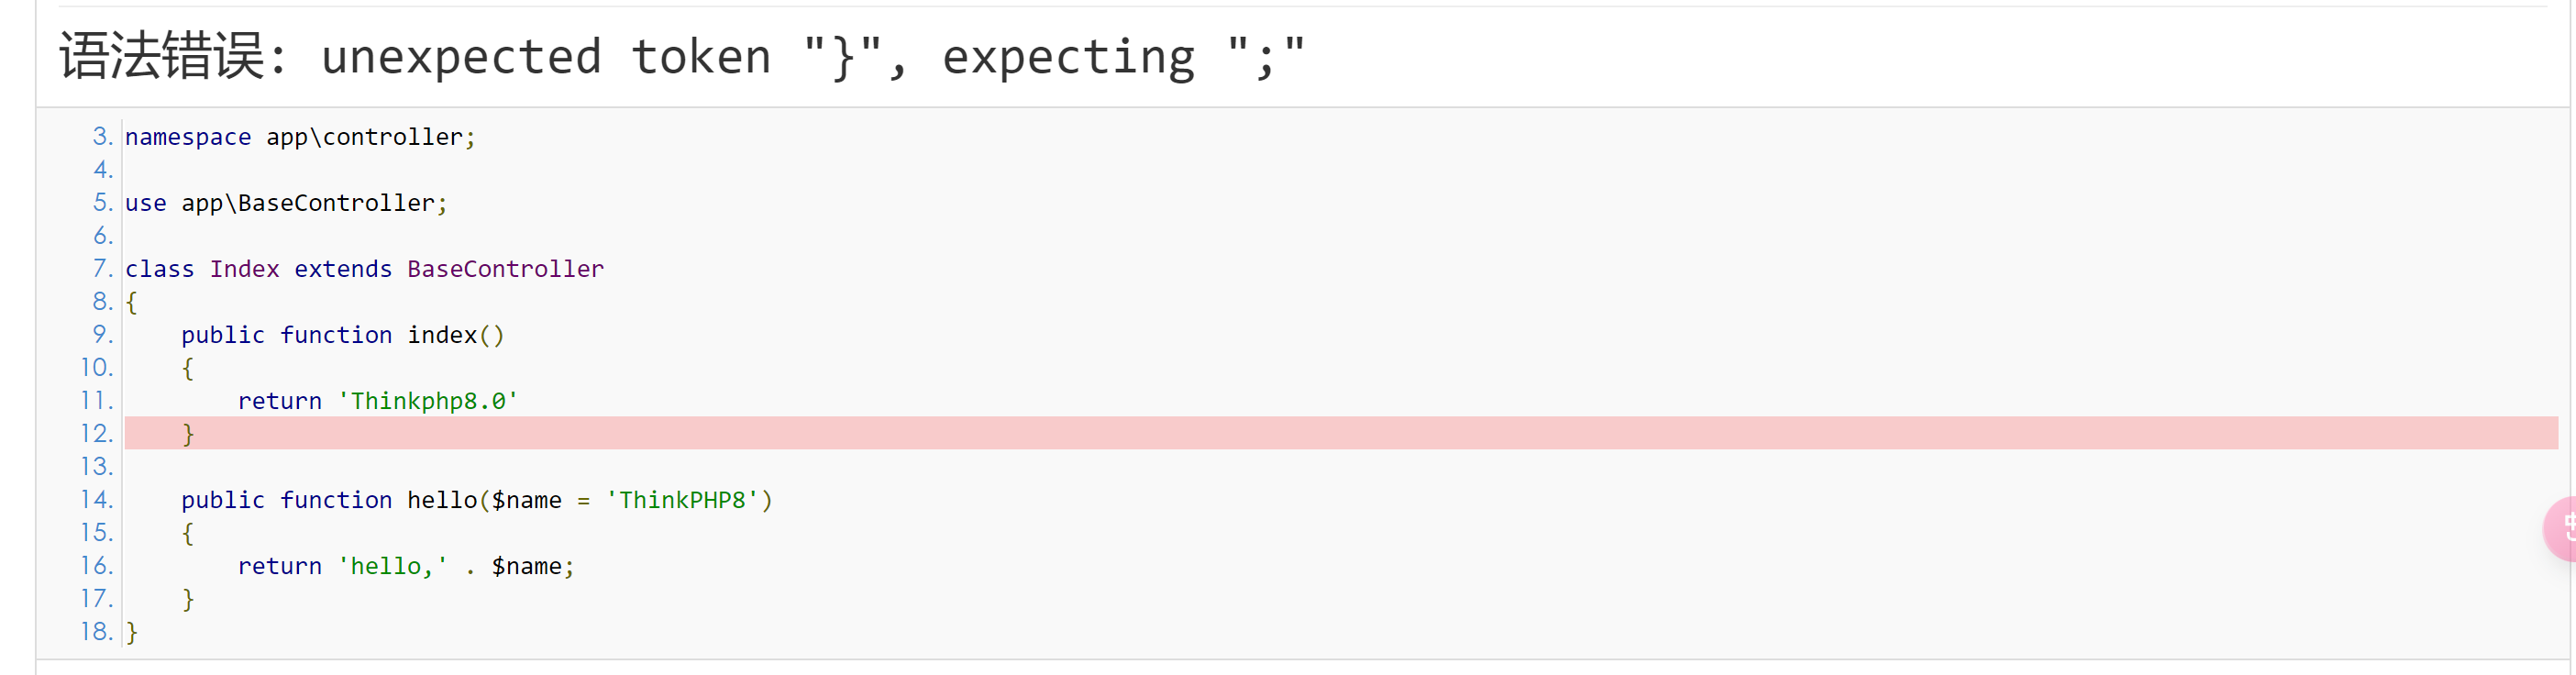 语法错误: unexpected token "}", expecting ";"
3. namespace app\controller;
4.
5. use app\BaseController;
6.
7. class Index extends BaseController
8. {
9.     public function index()
10.     {
11.         return 'Thinkphp8.0'
12.     }
13.
14.     public function hello($name = 'ThinkPHP8')
15.     {
16.         return 'hello,' . $name;
17.     }
18. }